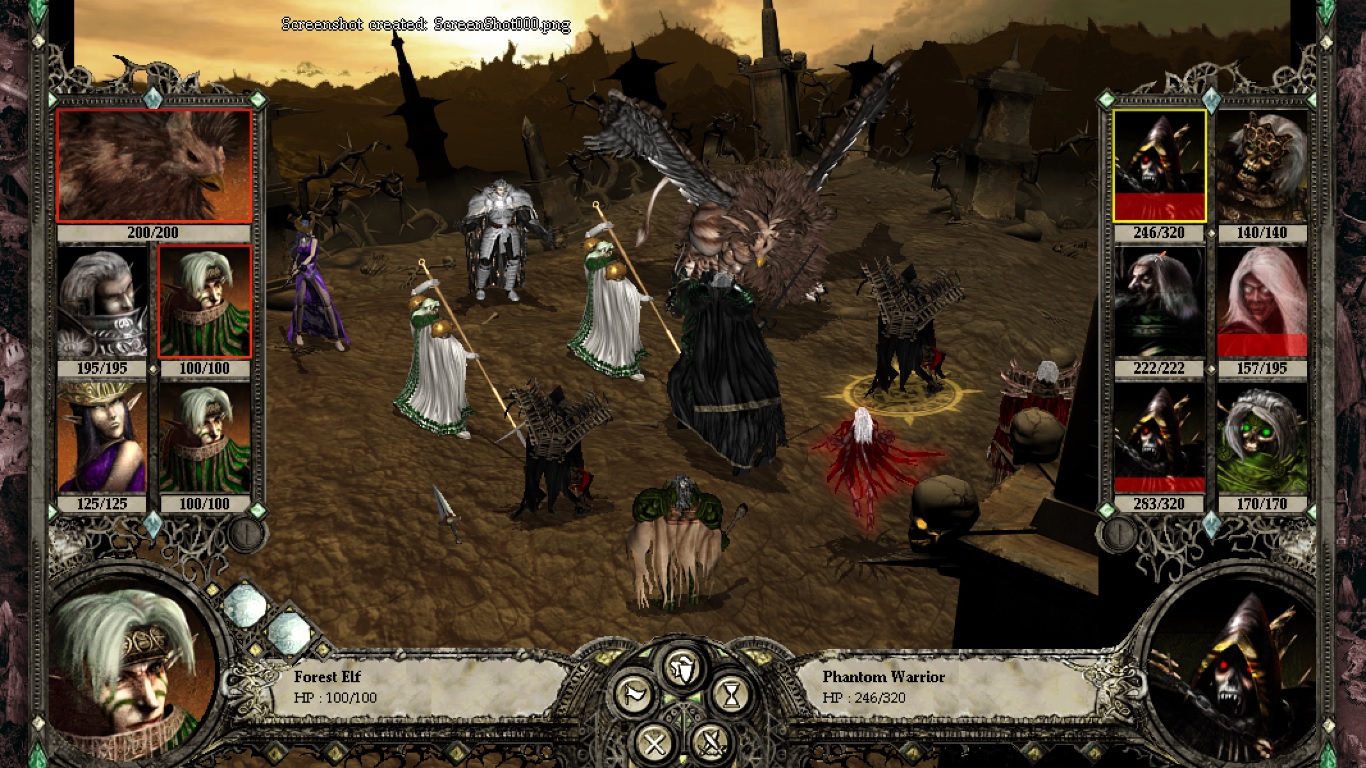 Screenshot created: ScreenShot000.png
200/200
195/195 100/100
125/125 100/100
246/320 140/140
222/222 157/195
283/320 170/170
Forest Elf
HP : 100/100
Phantom Warrior
HP : 246/320